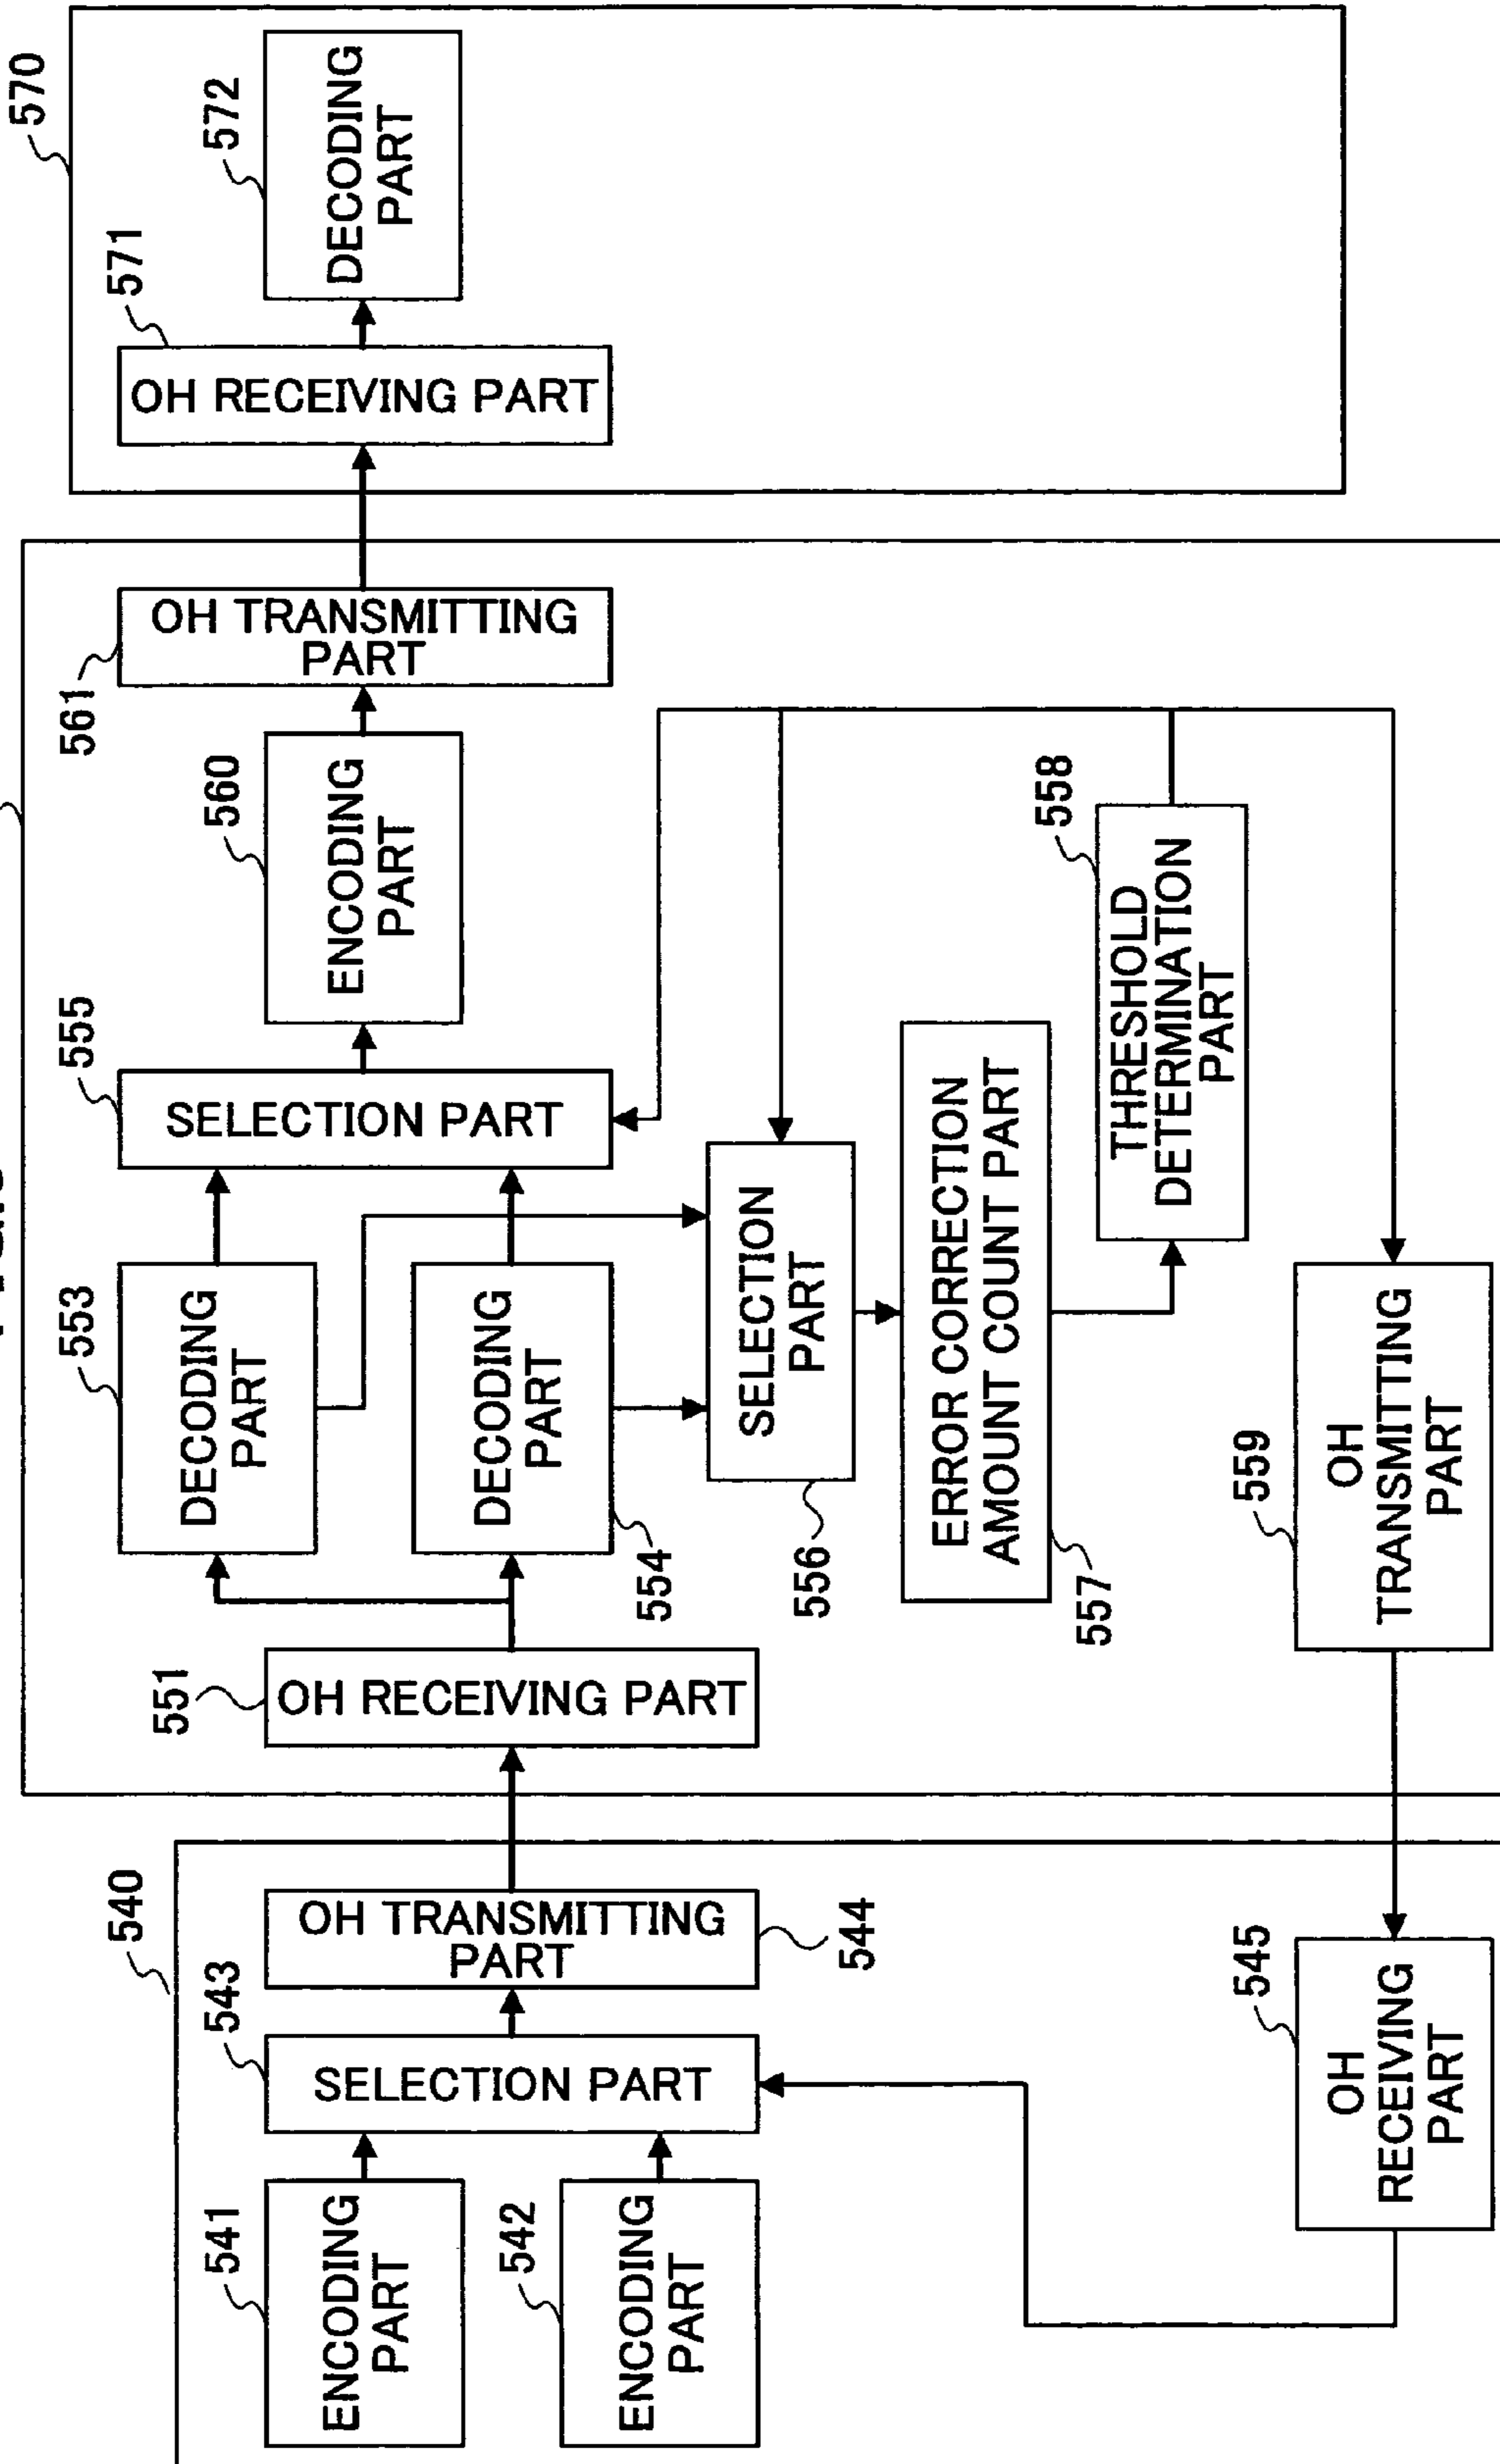 540
541
ENCODING
PART
542
ENCODING
PART
543
SELECTION PART
OH TRANSMITTING
PART
544
545
OH
RECEIVING
PART
551
OH RECEIVING PART
553
DECODING
PART
DECODING
PART
554
555
SELECTION PART
SELECTION
PART
556
ERROR CORRECTION
AMOUNT COUNT PART
557
558
THRESHOLD
DETERMINATION
PART
559
OH
TRANSMITTING
PART
560
ENCODING
PART
561
OH TRANSMITTING
PART
570
571
OH RECEIVING PART
572
DECODING
PART